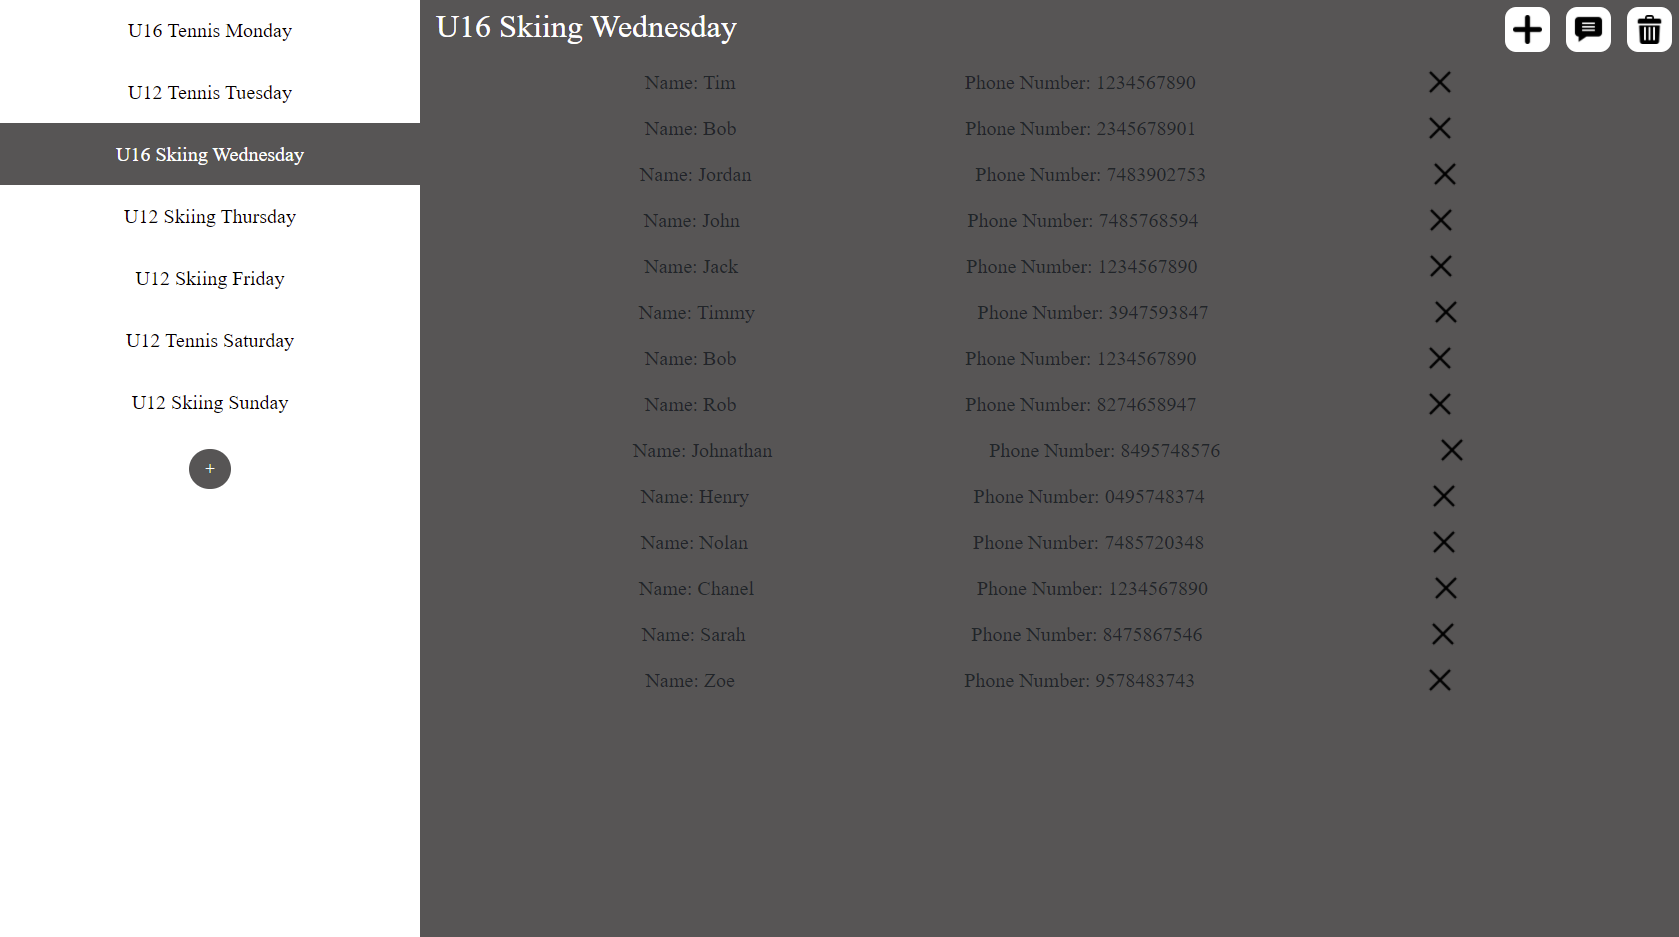 U16 Tennis Monday
U12 Tennis Tuesday
U16 Skiing Wednesday
U12 Skiing Thursday
U12 Skiing Friday
U12 Tennis Saturday
U12 Skiing Sunday
+
U16 Skiing Wednesday
Name: Tim Phone Number: 1234567890
Name: Bob Phone Number: 2345678901
Name: Jordan Phone Number: 7483902753
Name: John Phone Number: 7485768594
Name: Jack Phone Number: 1234567890
Name: Timmy Phone Number: 3947593847
Name: Bob Phone Number: 1234567890
Name: Rob Phone Number: 8274658947
Name: Johnathan Phone Number: 8495748576
Name: Henry Phone Number: 0495748374
Name: Nolan Phone Number: 7485720348
Name: Chanel Phone Number: 1234567890
Name: Sarah Phone Number: 8475867546
Name: Zoe Phone Number: 9578483743